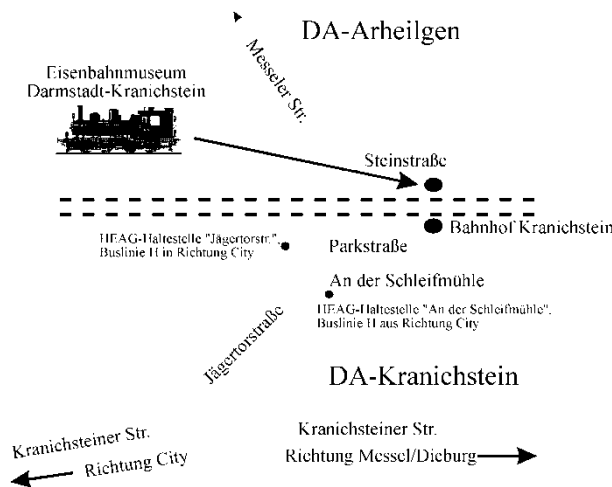 DA-Arheilgen
Messeler Str.
Eisenbahnmuseum
Darmstadt-Kranichstein
Steinstraße
Bahnhof Kranichstein
HEAG-Haltestelle "Jägertorstr.",
Buslinie H in Richtung City
Parkstraße
An der Schleifmühle
HEAG-Haltestelle "An der Schleifmühle",
Buslinie H aus Richtung City
Jägertorstraße
DA-Kranichstein
Kranichsteiner Str.
Richtung City
Kranichsteiner Str.
Richtung Messel/Dieburg